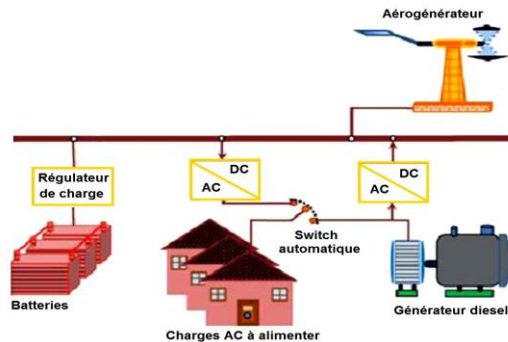 Aérogénérateur
Régulateur
de charge
DC
AC
DC
AC
Switch
automatique
Batteries
Charges AC à alimenter
Générateur diesel